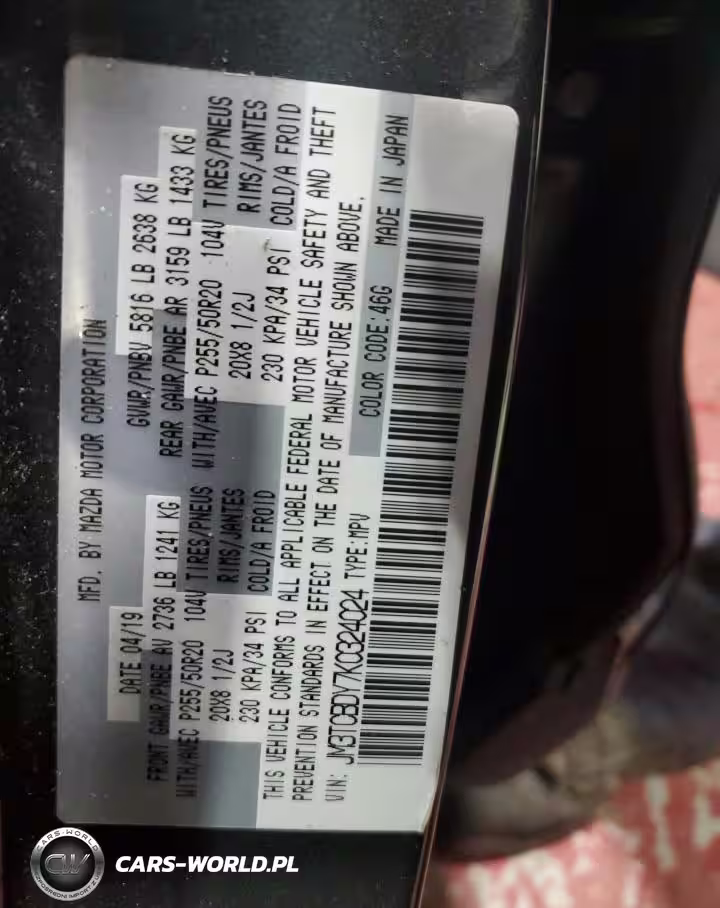 MFD. BY MAZDA MOTOR CORPORATION
DATE 04/19 GVWR/PNBV 5816 LB 2638 KG
FRONT GAWR/PNBE AV 2736 LB 1241 KG REAR GAWR/PNBE AR 3159 LB 1433 KG
WITH/AVEC P255/50R20 104V TIRES/PNEUS WITH/AVEC P255/50R20 104V TIRES/PNEUS
20X8 1/2J RIMS/JANTES 20X8 1/2J RIMS/JANTES
230 KPA/34 PSI COLD/A FROID 230 KPA/34 PSI COLD/A FROID
THIS VEHICLE CONFORMS TO ALL APPLICABLE FEDERAL MOTOR VEHICLE SAFETY AND THEFT
PREVENTION STANDARDS IN EFFECT ON THE DATE OF MANUFACTURE SHOWN ABOVE.
VIN: JM3TCBDY7K0324024 TYPE:MPV COLOR CODE:46G MADE IN JAPAN
CARS-WORLD
CW
CARS-WORLD.PL